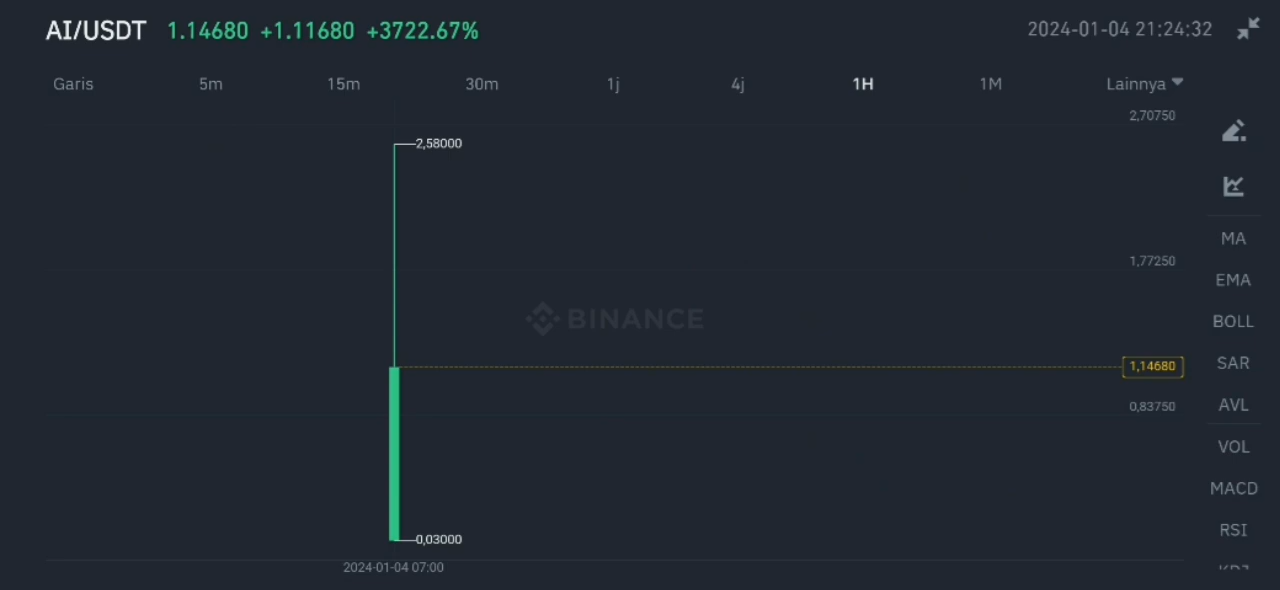 AI/USDT 1.14680 +1.11680 +3722.67% 2024-01-04 21:24:32
Garis 5m 15m 30m 1j 4j 1H 1M Lainnya
2,70750
2,58000
MA
1,77250
EMA
BINANCE
BOLL
1,14680
SAR
0,83750
AVL
VOL
MACD
RSI
0,03000
2024-01-04 07:00